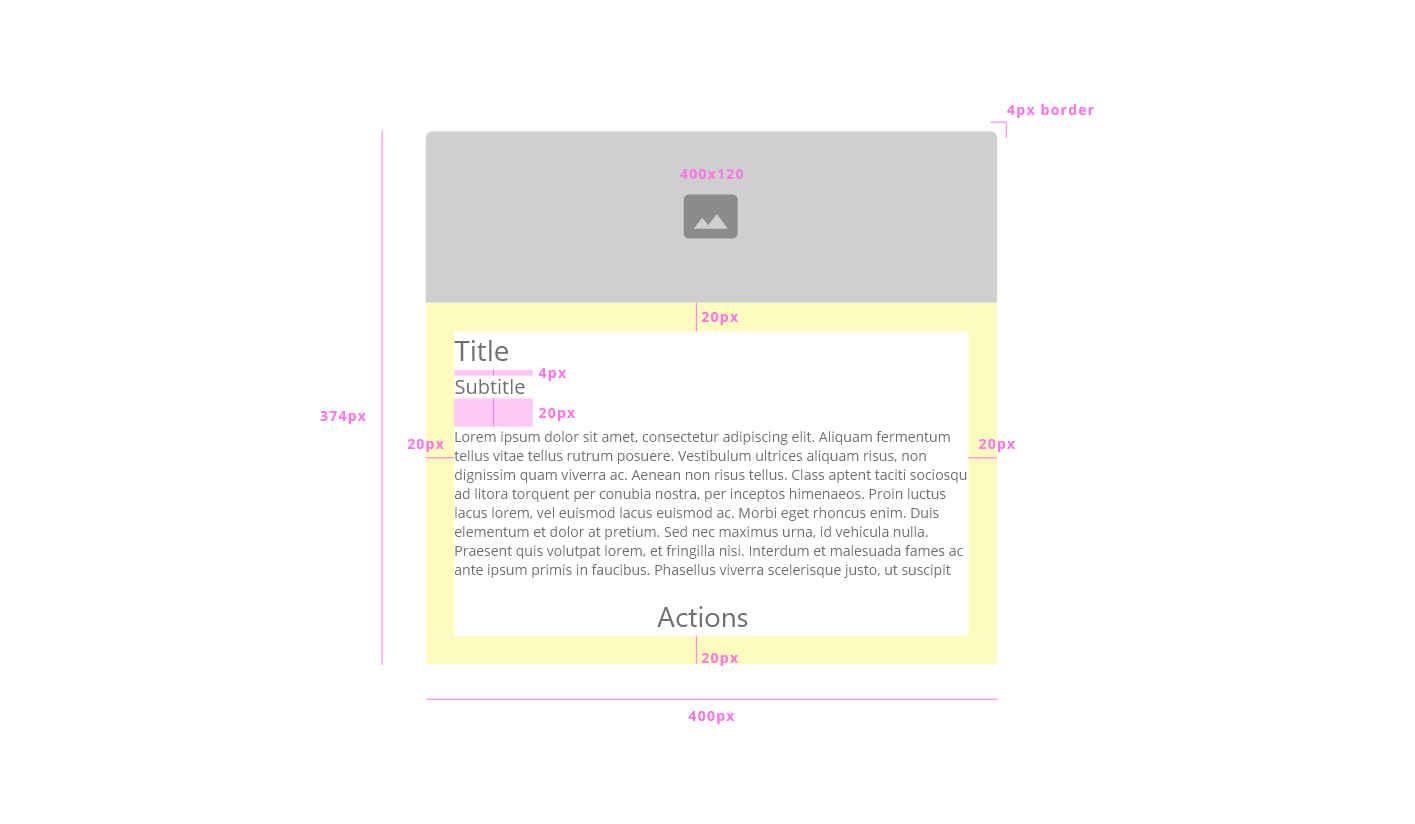 4px border
400x120
20px
Title
4px
Subtitle
20px
374px
20px
20px
Lorem ipsum dolor sit amet, consectetur adipiscing elit. Aliquam fermentum
tellus vitae tellus rutrum posuere. Vestibulum ultrices aliquam risus, non
dignissim quam viverra ac. Aenean non risus tellus. Class aptent taciti sociosqu
ad litora torquent per conubia nostra, per inceptos himenaeos. Proin luctus
lacus lorem, vel euismod lacus euismod ac. Morbi eget rhoncus enim. Duis
elementum et dolor at pretium. Sed nec maximus urna, id vehicula nulla.
Praesent quis volutpat lorem, et fringilla nisi. Interdum et malesuada fames ac
ante ipsum primis in faucibus. Phasellus viverra scelerisque justo, ut suscipit
Actions
20px
400px